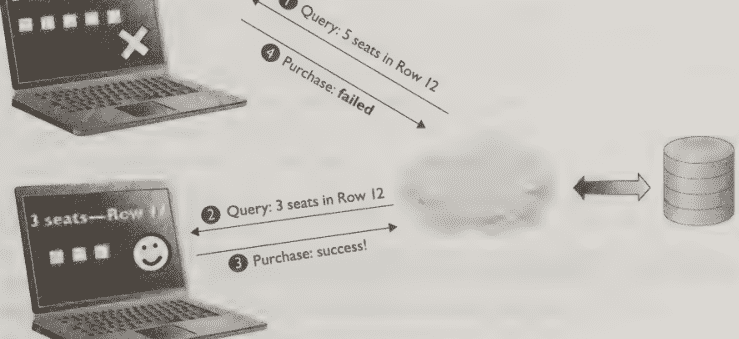 1 Query: 5 seats in Row 12
4 Purchase: failed
2 Query: 3 seats in Row 12
3 seats—Row
3 Purchase: success!